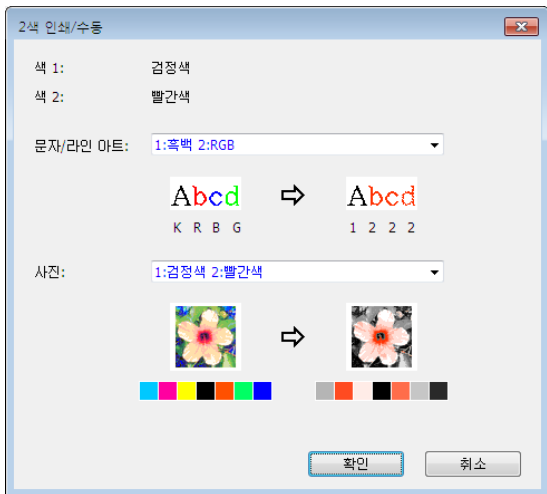 2색 인쇄/수동
색 1: 검정색
색 2: 빨간색
문자/라인 아트: 1:흑백 2:RGB
Abcd Abcd
K R B G 1 2 2 2
사진: 1:검정색 2:빨간색
확인 취소